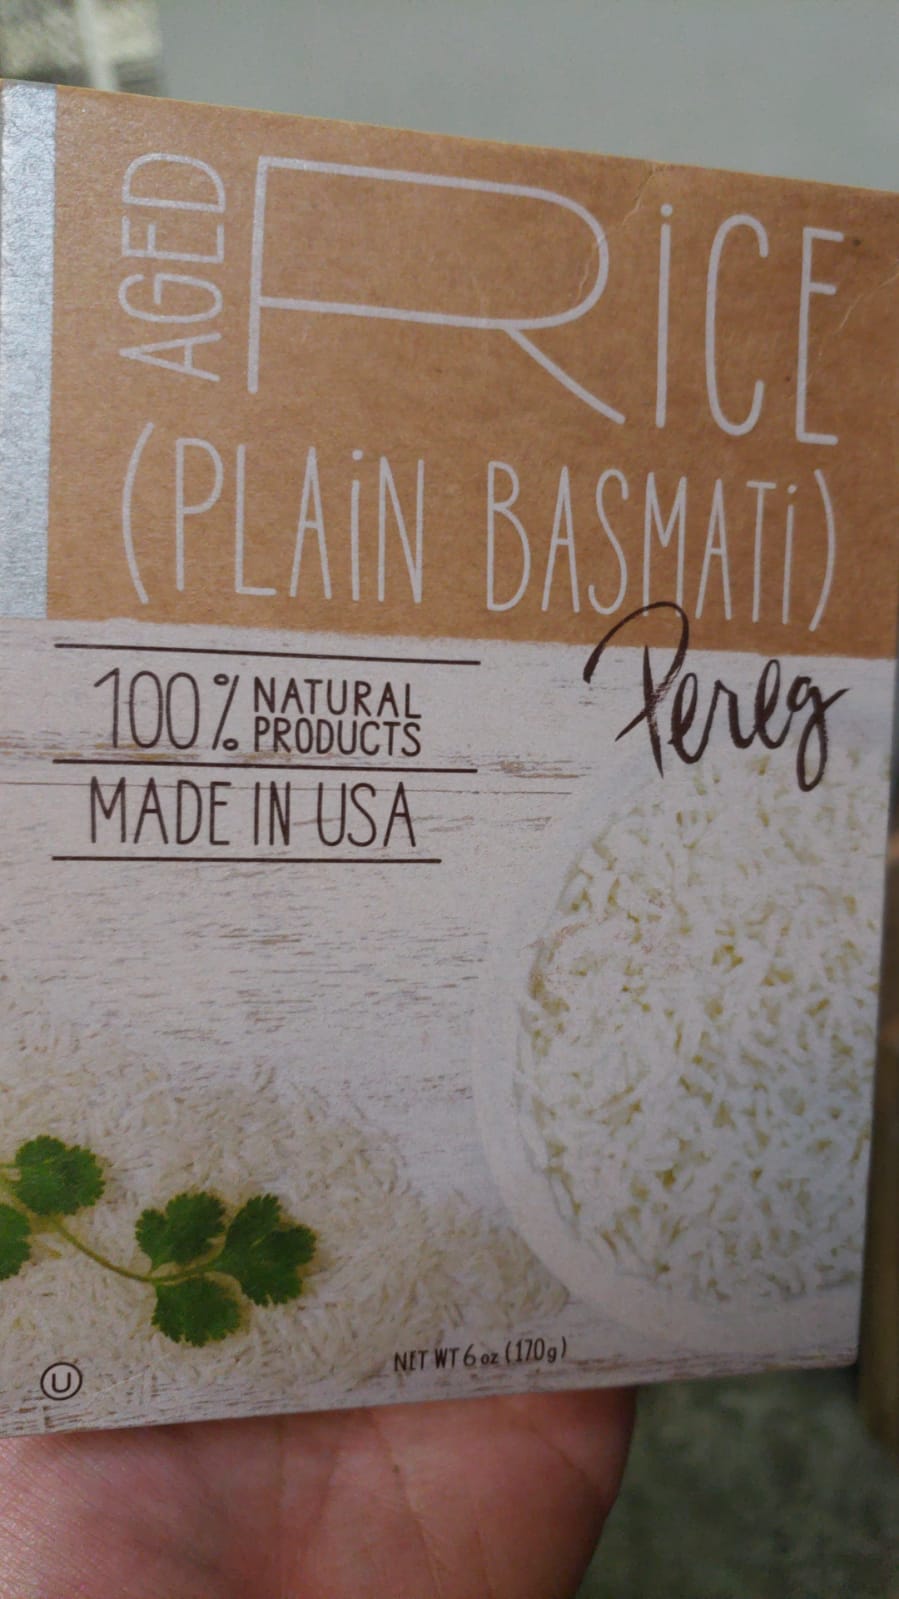 AGED RiCE
(PLAiN BASMATi)
Pereg
100% NATURAL
PRODUCTS
MADE IN USA
NET WT 6 oz (170g)
U